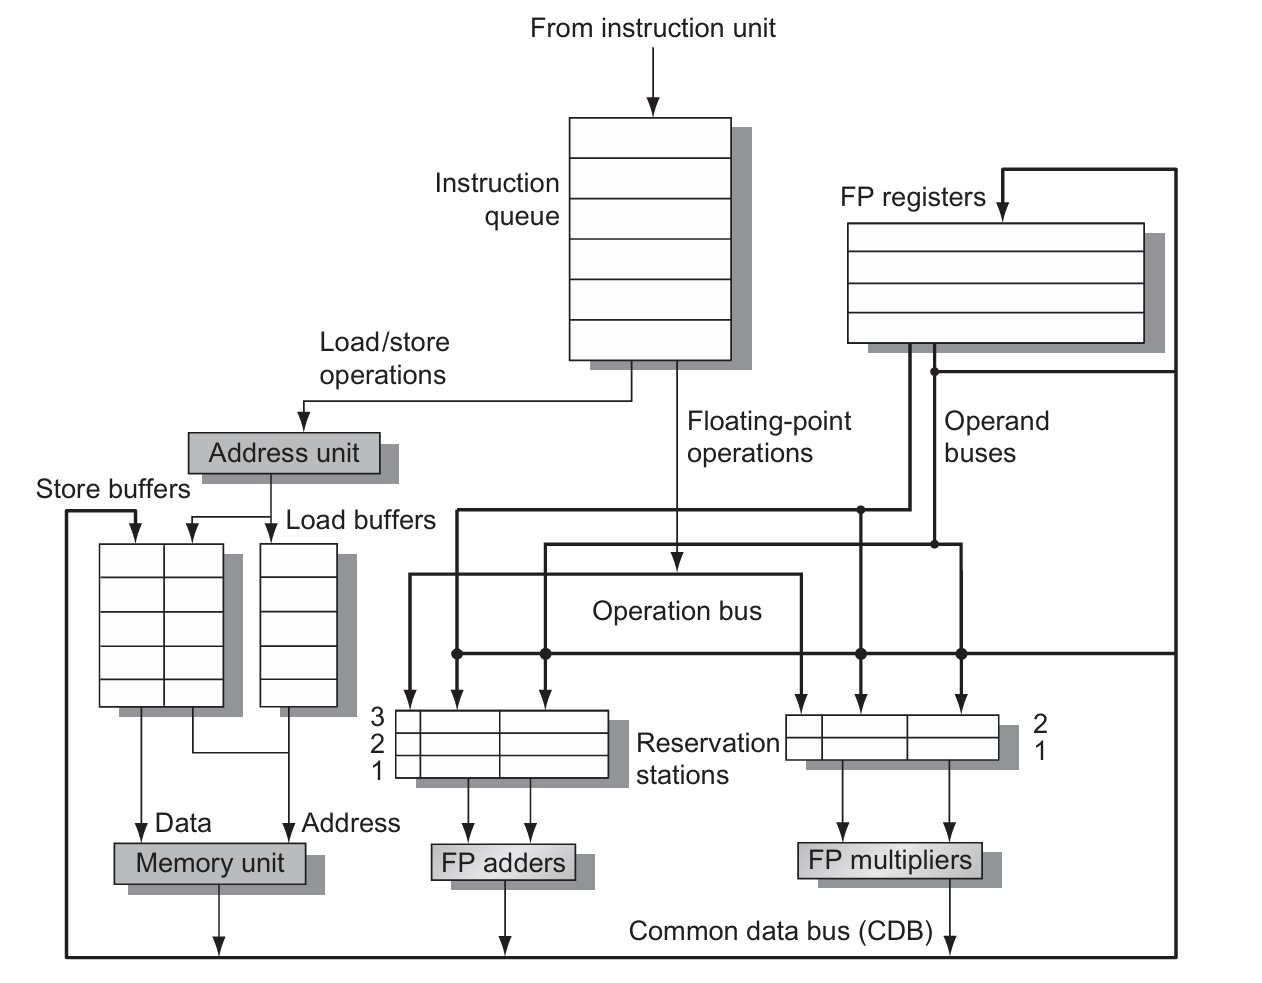 From instruction unit
Instruction
queue
FP registers
Load/store
operations
Floating-point
operations
Operand
buses
Address unit
Store buffers
Load buffers
Operation bus
3
2
1
Reservation
stations
2
1
Data
Address
Memory unit
FP adders
FP multipliers
Common data bus (CDB)